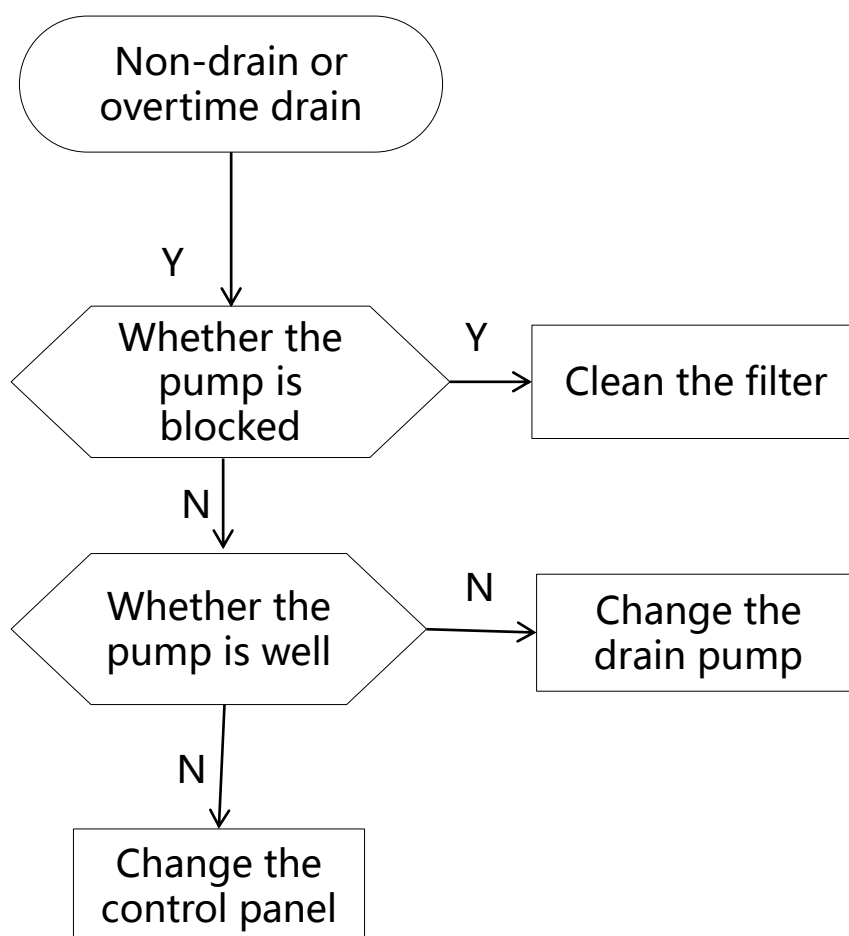 Non-drain or
overtime drain
Y
Whether the
pump is
blocked
Y
Clean the filter
N
Whether the
pump is well
N
Change the
drain pump
N
Change the
control panel